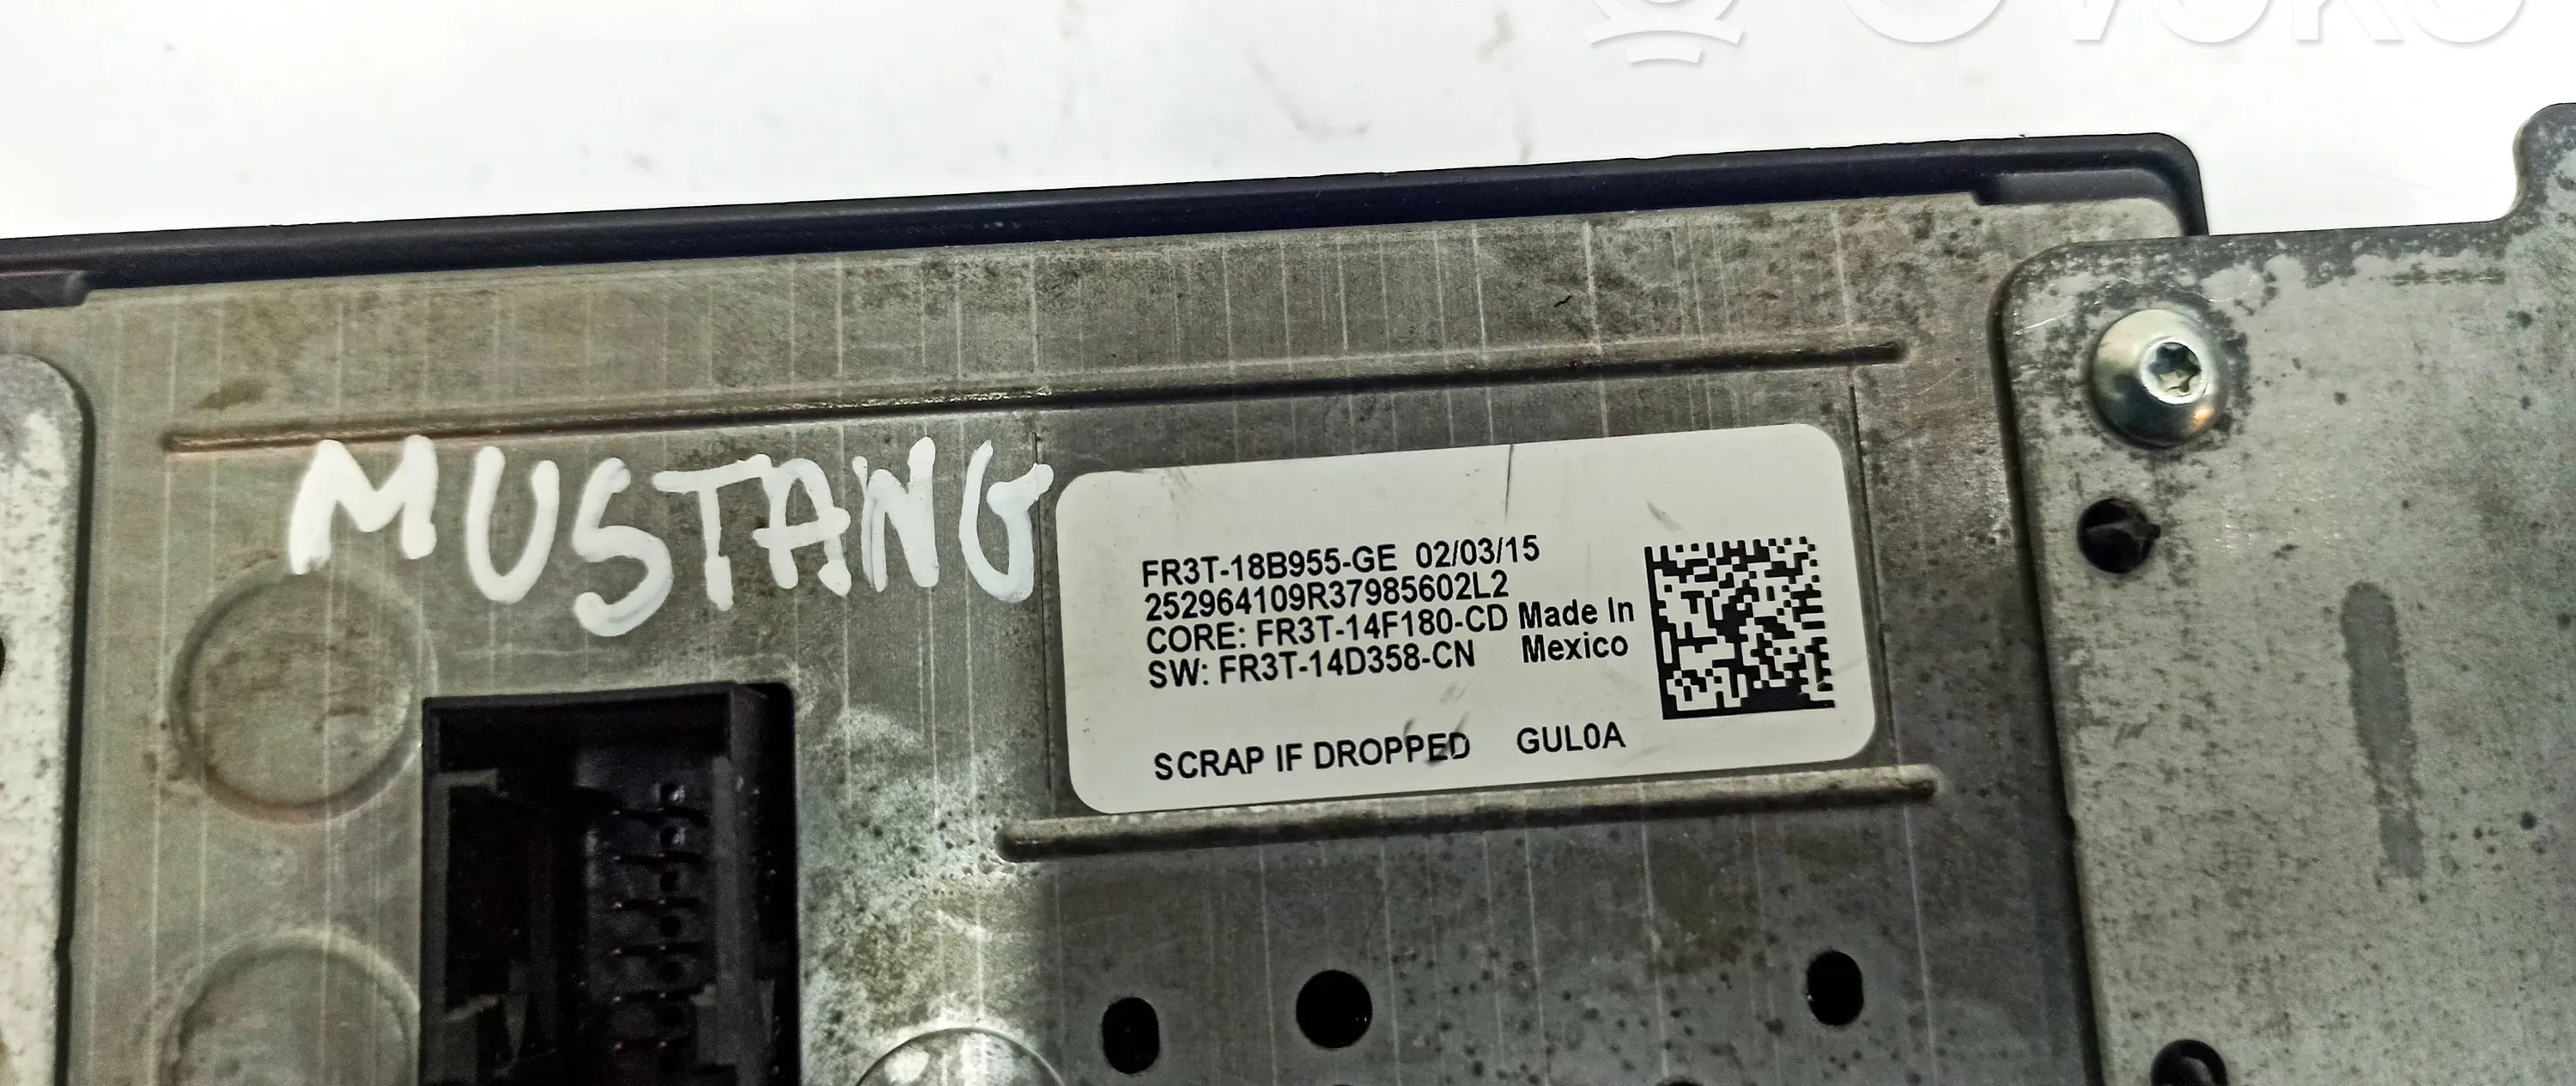 OVOKO
MUSTANG
FR3T-18B955-GE 02/03/15
252964109R37985602L2
CORE: FR3T-14F180-CD Made In
SW: FR3T-14D358-CN Mexico
SCRAP IF DROPPED GUL0A